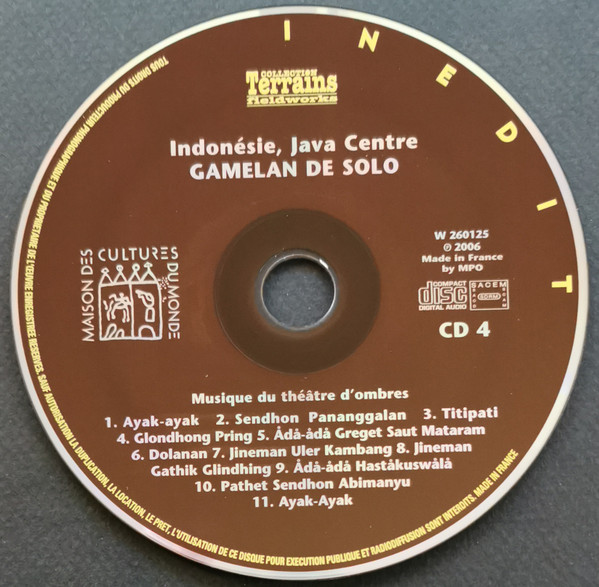 INEDIT
COLLECTION
Terrains
fieldworks
Indonésie, Java Centre
GAMELAN DE SOLO
MAISON DES CULTURES DU MONDE
W 260125
℗ 2006
Made in France
by MPO
COMPACT
disc
DIGITAL AUDIO
SACEM
SDRM
CD 4
Musique du théâtre d'ombres
1. Ayak-ayak 2. Sendhon Pananggalan 3. Titipati
4. Glondhong Pring 5. Ådå-ådå Greget Saut Mataram
6. Dolanan 7. Jineman Uler Kambang 8. Jineman
Gathik Glindhing 9. Ådå-ådå Haståkuswålå
10. Pathet Sendhon Abimanyu
11. Ayak-Ayak
TOUS DROITS DU PRODUCTEUR PHONOGRAPHIQUE ET DU PROPRIETAIRE DE L'ŒUVRE ENREGISTREE RESERVES. SAUF AUTORISATION LA DUPLICATION, LA LOCATION, LE PRET, L'UTILISATION DE CE DISQUE POUR EXECUTION PUBLIQUE ET RADIODIFFUSION SONT INTERDITS. MADE IN FRANCE